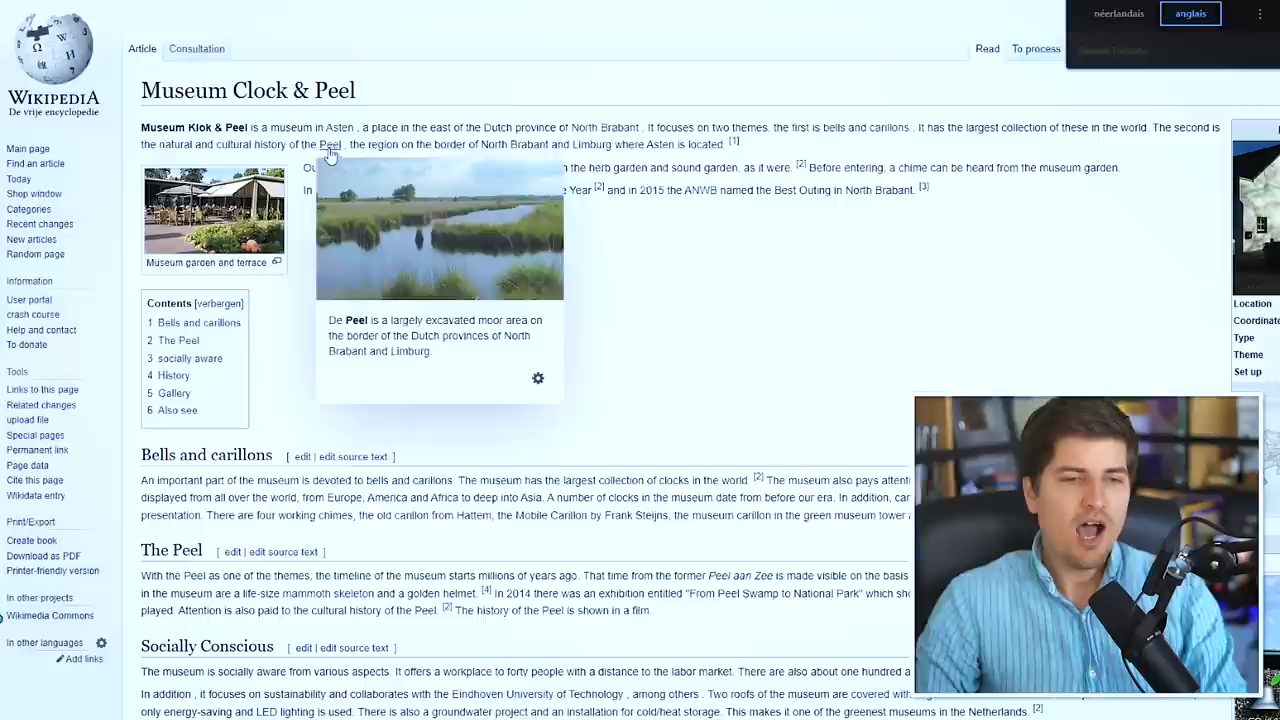 néerlandais
anglais
WIKIPEDIA
De vrije encyclopedie
Article
Consultation
Read
To process
Museum Clock & Peel
Museum Klok & Peel is a museum in Asten , a place in the east of the Dutch province of North Brabant . It focuses on two themes, the first is bells and carillons . It has the largest collection of these in the world. The second is
the natural and cultural history of the Peel , the region on the border of North Brabant and Limburg where Asten is located. [1]
Ou
n the herb garden and sound garden, as it were. [2] Before entering, a chime can be heard from the museum garden.
In
e Year [2] and in 2015 the ANWB named the Best Outing in North Brabant. [3]
Museum garden and terrace
De Peel is a largely excavated moor area on
the border of the Dutch provinces of North
Brabant and Limburg.
Contents [verbergen]
1 Bells and carillons
2 The Peel
3 socially aware
4 History
5 Gallery
6 Also see
Main page
Find an article
Today
Shop window
Categories
Recent changes
New articles
Random page
Information
User portal
crash course
Help and contact
To donate
Tools
Links to this page
Related changes
upload file
Special pages
Permanent link
Page data
Cite this page
Wikidata entry
Print/Export
Create book
Download as PDF
Printer-friendly version
In other projects
Wikimedia Commons
In other languages
Add links
Location
Coordinate
Type
Theme
Set up
Bells and carillons [ edit | edit source text ]
An important part of the museum is devoted to bells and carillons. The museum has the largest collection of clocks in the world. [2] The museum also pays attenti
displayed from all over the world, from Europe, America and Africa to deep into Asia. A number of clocks in the museum date from before our era. In addition, car
presentation. There are four working chimes, the old carillon from Hattem, the Mobile Carillon by Frank Steijns, the museum carillon in the green museum tower a
The Peel [ edit | edit source text ]
With the Peel as one of the themes, the timeline of the museum starts millions of years ago. That time from the former Peel aan Zee is made visible on the basis
in the museum are a life-size mammoth skeleton and a golden helmet. [4] In 2014 there was an exhibition entitled "From Peel Swamp to National Park" which sho
played. Attention is also paid to the cultural history of the Peel. [2] The history of the Peel is shown in a film.
Socially Conscious [ edit | edit source text ]
The museum is socially aware from various aspects. It offers a workplace to forty people with a distance to the labor market. There are also about one hundred a
In addition , it focuses on sustainability and collaborates with the Eindhoven University of Technology , among others . Two roofs of the museum are covered with
only energy-saving and LED lighting is used. There is also a groundwater project and an installation for cold/heat storage. This makes it one of the greenest museums in the Netherlands. [2]